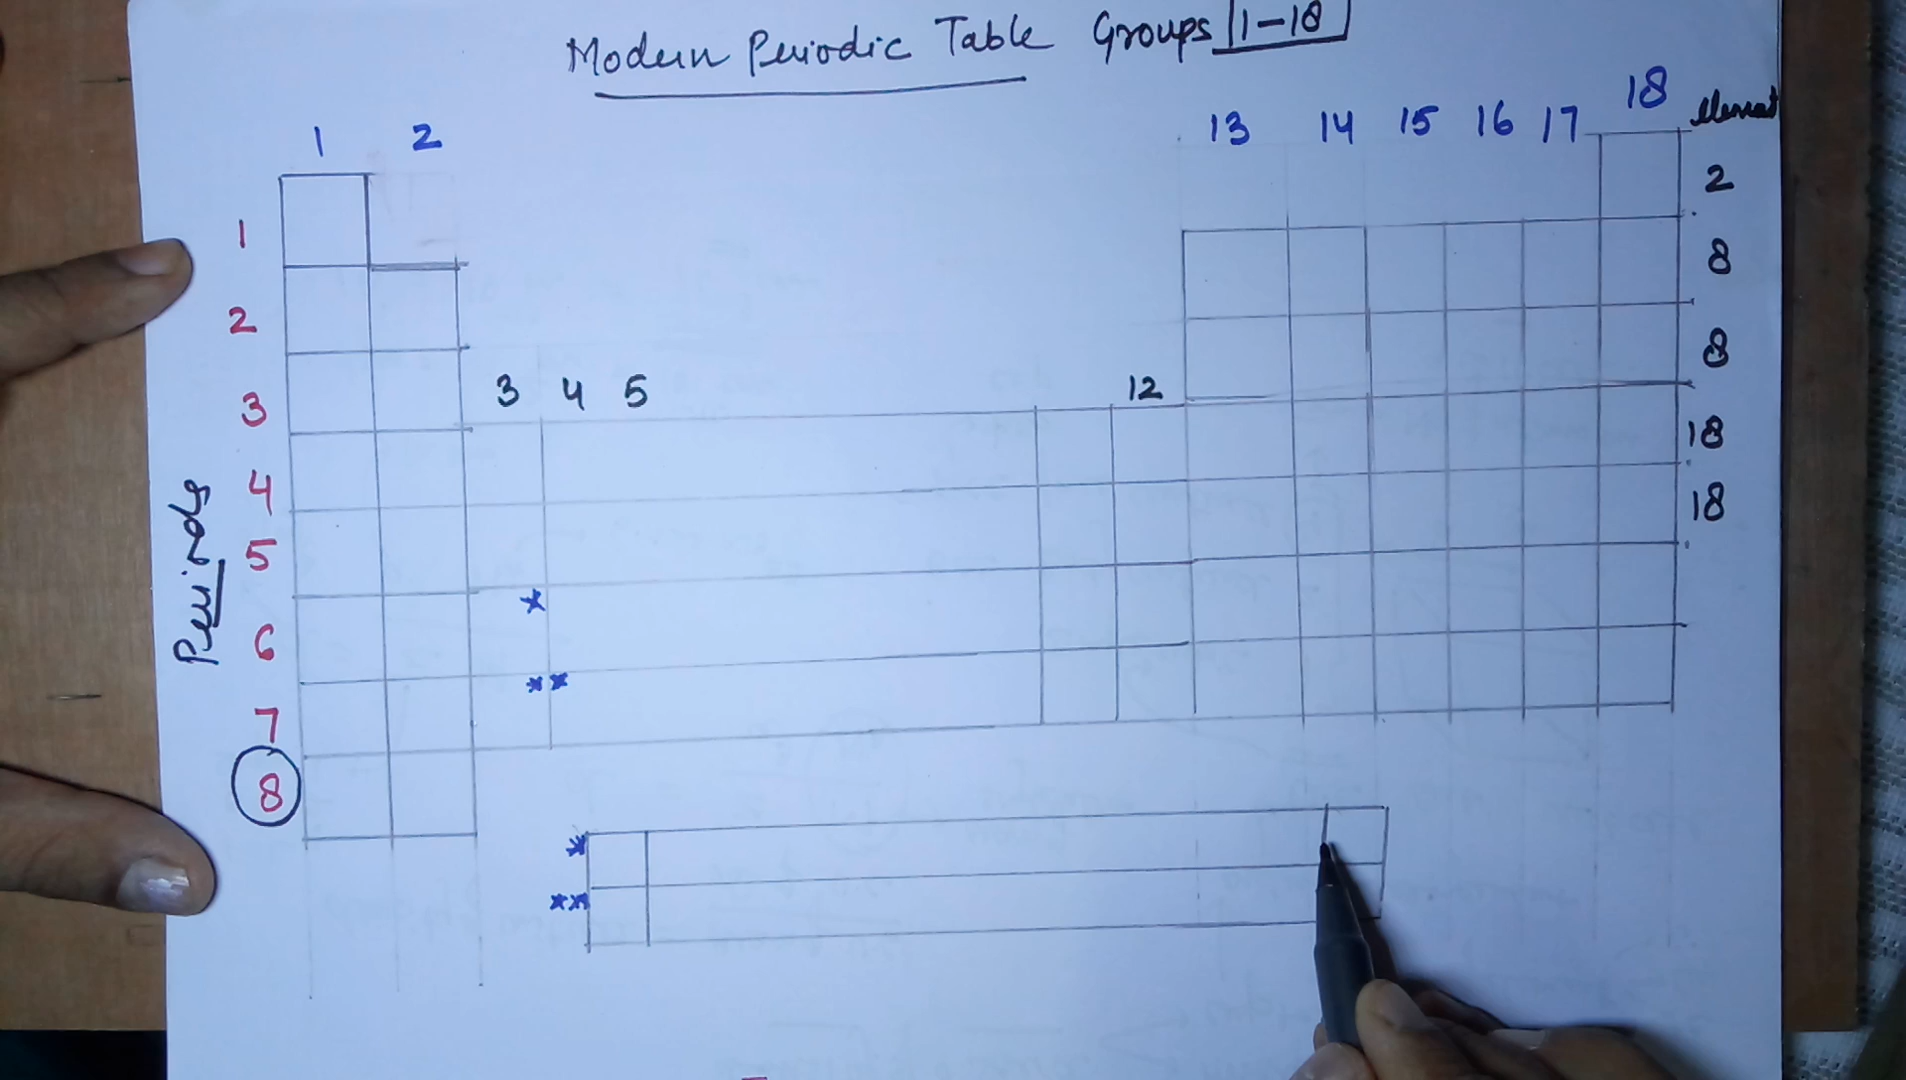 Modern Periodic Table Groups 1-18
1 2 13 14 15 16 17 18 element
1 2
2 8
3 8
3 4 5 12
4 18
5 18
6 *
7 **
8
Periods
*
**